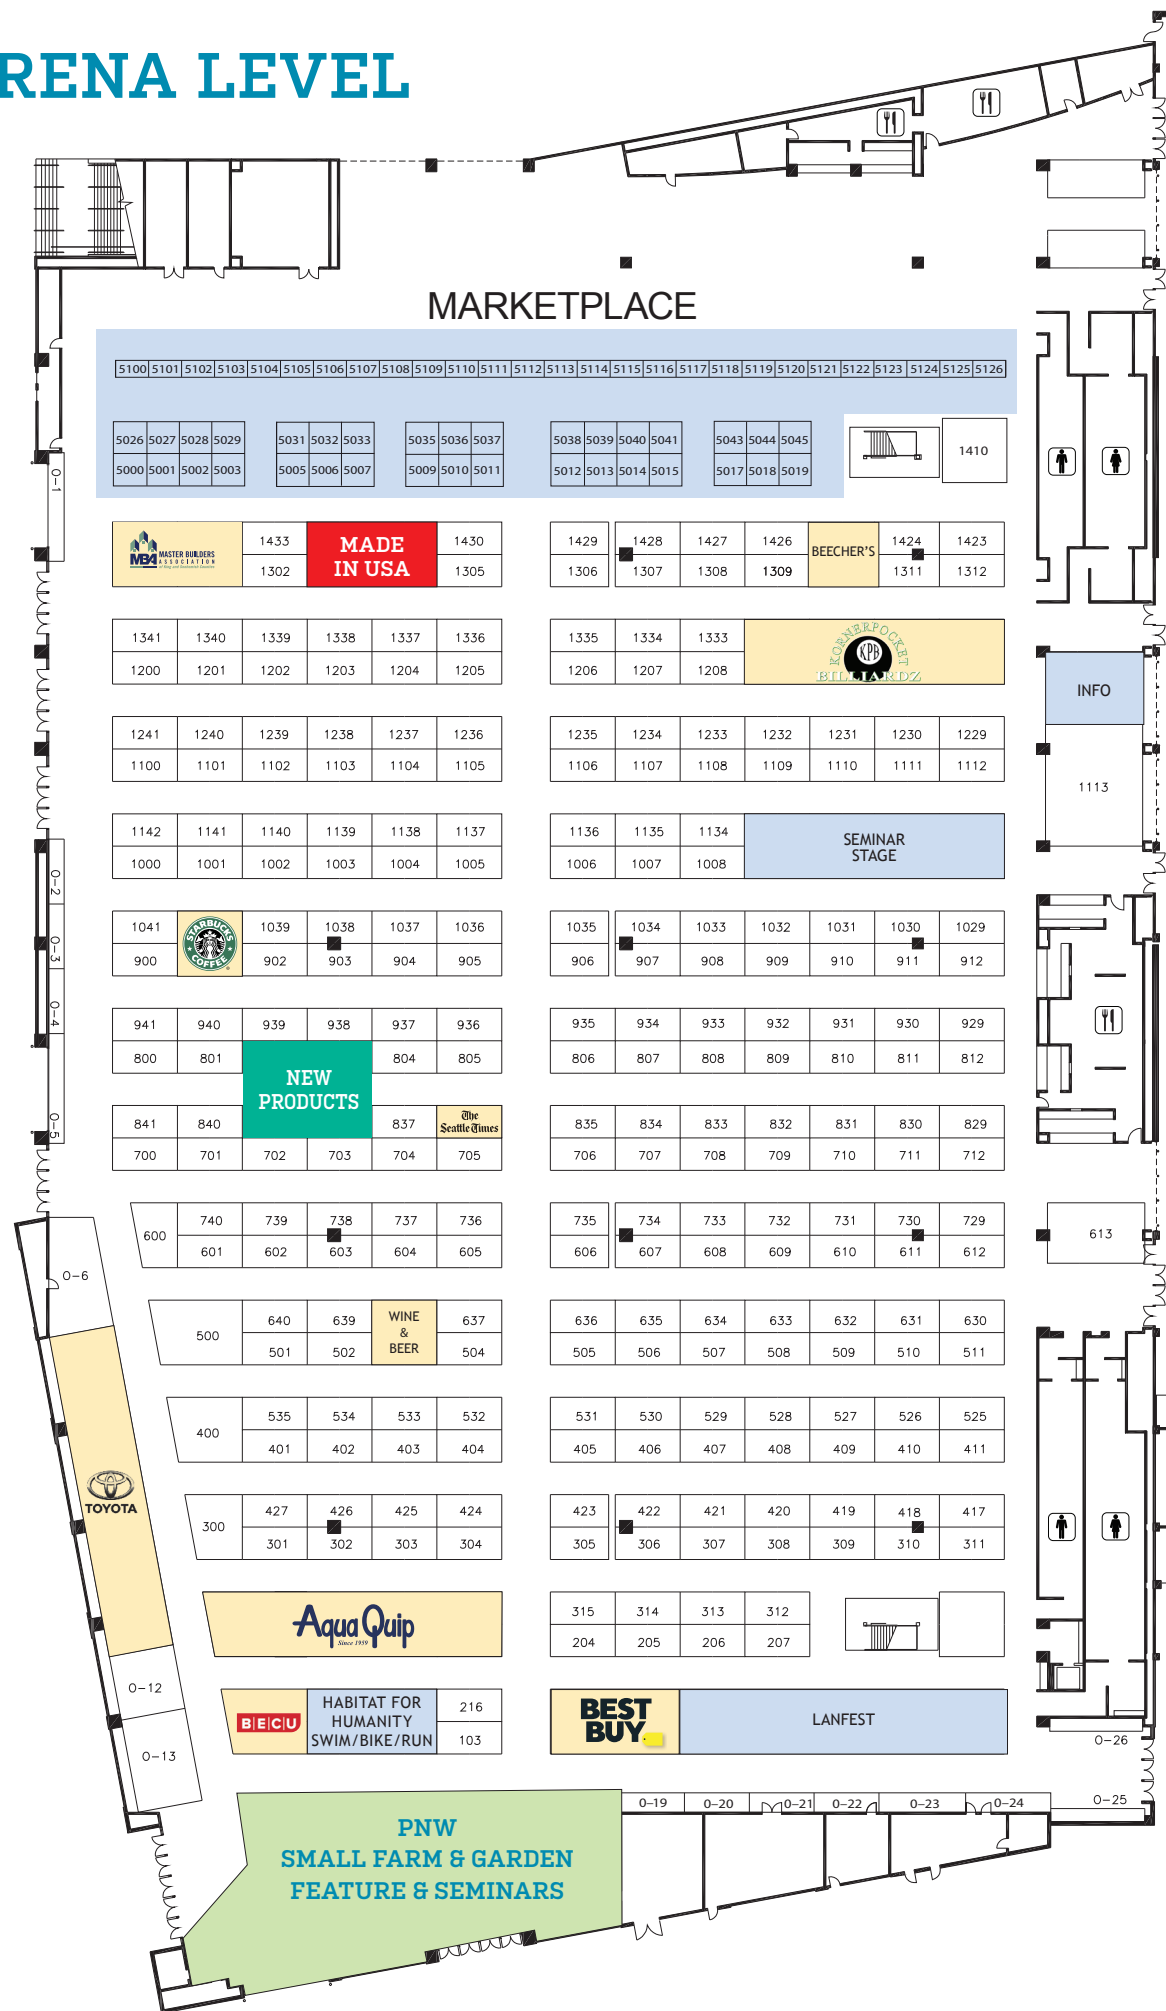 RENA LEVEL
MARKETPLACE
5100 5101 5102 5103 5104 5105 5106 5107 5108 5109 5110 5111 5112 5113 5114 5115 5116 5117 5118 5119 5120 5121 5122 5123 5124 5125 5126
5026 5027 5028 5029 5031 5032 5033 5035 5036 5037 5038 5039 5040 5041 5043 5044 5045
5000 5001 5002 5003 5005 5006 5007 5009 5010 5011 5012 5013 5014 5015 5017 5018 5019
1410
0-1
MBA MASTER BUILDERS
ASSOCIATION
1433 MADE IN USA 1430 1429 1428 1427 1426 BEECHER'S 1424 1423
1302 1305 1306 1307 1308 1309 1311 1312
1341 1340 1339 1338 1337 1336 1335 1334 1333
1200 1201 1202 1203 1204 1205 1206 1207 1208
KORNERPOCKET
KPB
BILLIARDZ
INFO
1241 1240 1239 1238 1237 1236 1235 1234 1233 1232 1231 1230 1229
1100 1101 1102 1103 1104 1105 1106 1107 1108 1109 1110 1111 1112
1113
1142 1141 1140 1139 1138 1137 1136 1135 1134
1000 1001 1002 1003 1004 1005 1006 1007 1008
SEMINAR
STAGE
0-2
0-3
0-4
0-5
1041 1039 1038 1037 1036 1035 1034 1033 1032 1031 1030 1029
STARBUCKS
COFFEE
900 902 903 904 905 906 907 908 909 910 911 912
941 940 939 938 937 936 935 934 933 932 931 930 929
800 801 804 805 806 807 808 809 810 811 812
NEW
PRODUCTS
841 840 837 The
Seattle Times
835 834 833 832 831 830 829
700 701 702 703 704 705 706 707 708 709 710 711 712
600
740 739 738 737 736 735 734 733 732 731 730 729
601 602 603 604 605 606 607 608 609 610 611 612
613
0-6
500
640 639 WINE
&
BEER
637 636 635 634 633 632 631 630
501 502 504 505 506 507 508 509 510 511
400
535 534 533 532 531 530 529 528 527 526 525
401 402 403 404 405 406 407 408 409 410 411
TOYOTA
300
427 426 425 424 423 422 421 420 419 418 417
301 302 303 304 305 306 307 308 309 310 311
Aqua Quip
Since 1959
315 314 313 312
204 205 206 207
0-12
0-13
BECU
HABITAT FOR
HUMANITY
SWIM/BIKE/RUN
216
103
BEST
BUY
LANFEST
0-26
0-25
0-19 0-20 0-21 0-22 0-23 0-24
PNW
SMALL FARM & GARDEN
FEATURE & SEMINARS